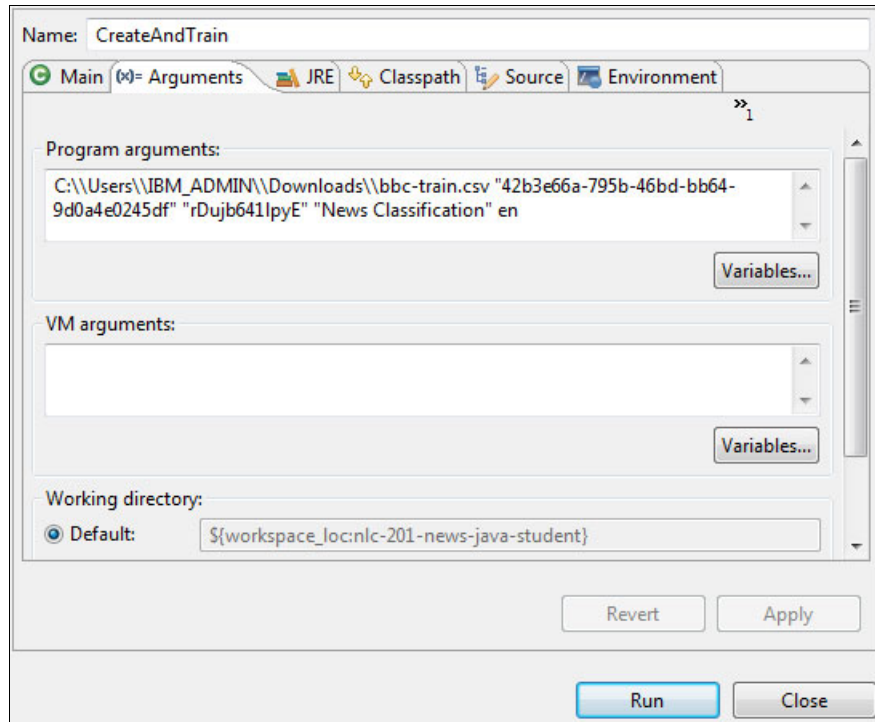 Name: CreateAndTrain
Main (x)= Arguments JRE Classpath Source Environment
»1
Program arguments:
C:\\Users\\IBM_ADMIN\\Downloads\\bbc-train.csv "42b3e66a-795b-46bd-bb64-
9d0a4e0245df" "rDujb641IpyE" "News Classification" en
Variables...
VM arguments:
Variables...
Working directory:
Default: ${workspace_loc:nlc-201-news-java-student}
Revert Apply
Run Close